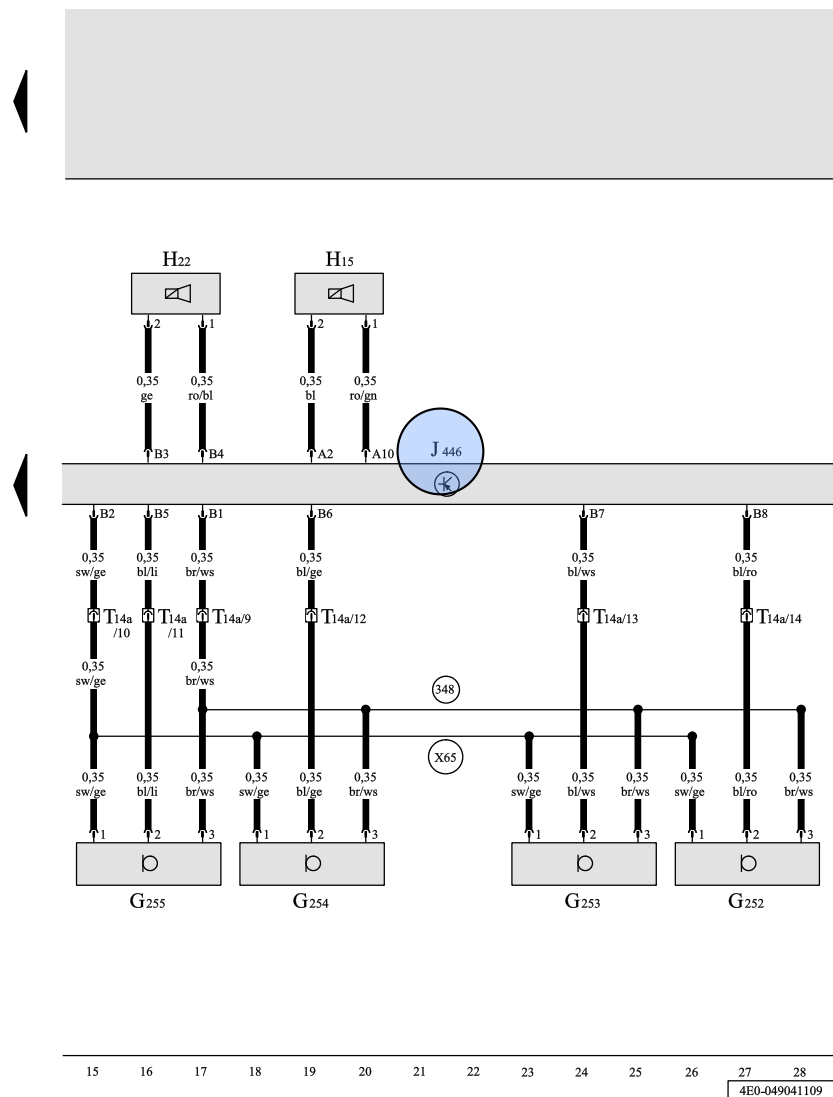 H22 H15
2 1 2 1
0,35 0,35 0,35 0,35
ge ro/bl bl ro/gn
B3 B4 A2 A10 J 446
B2 B5 B1 B6 B7 B8
0,35 0,35 0,35 0,35 0,35 0,35
sw/ge bl/li br/ws bl/ge bl/ws bl/ro
T14a T14a T14a/9 T14a/12 T14a/13 T14a/14
/10 /11
0,35 0,35
sw/ge br/ws
348
X65
0,35 0,35 0,35 0,35 0,35 0,35 0,35 0,35 0,35 0,35 0,35 0,35
sw/ge bl/li br/ws sw/ge bl/ge br/ws sw/ge bl/ws br/ws sw/ge bl/ro br/ws
1 2 3 1 2 3 1 2 3 1 2 3
G255 G254 G253 G252
15 16 17 18 19 20 21 22 23 24 25 26 27 28
4E0-049041109